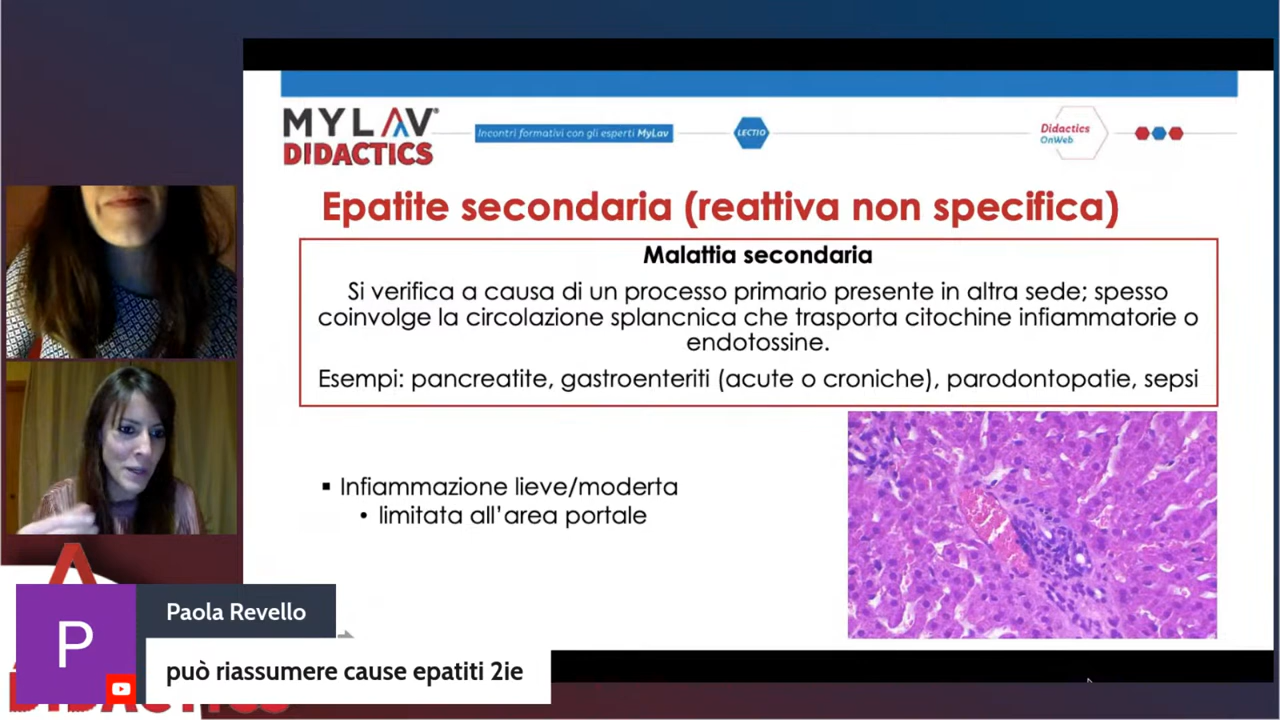 MYLAV®
DIDACTICS
Incontri formativi con gli esperti MyLav
LECTIO
Didactics
OnWeb
Epatite secondaria (reattiva non specifica)
Malattia secondaria
Si verifica a causa di un processo primario presente in altra sede; spesso
coinvolge la circolazione splancnica che trasporta citochine infiammatorie o
endotossine.
Esempi: pancreatite, gastroenteriti (acute o croniche), parodontopatie, sepsi
▪ Infiammazione lieve/moderta
• limitata all'area portale
P
Paola Revello
può riassumere cause epatiti 2ie